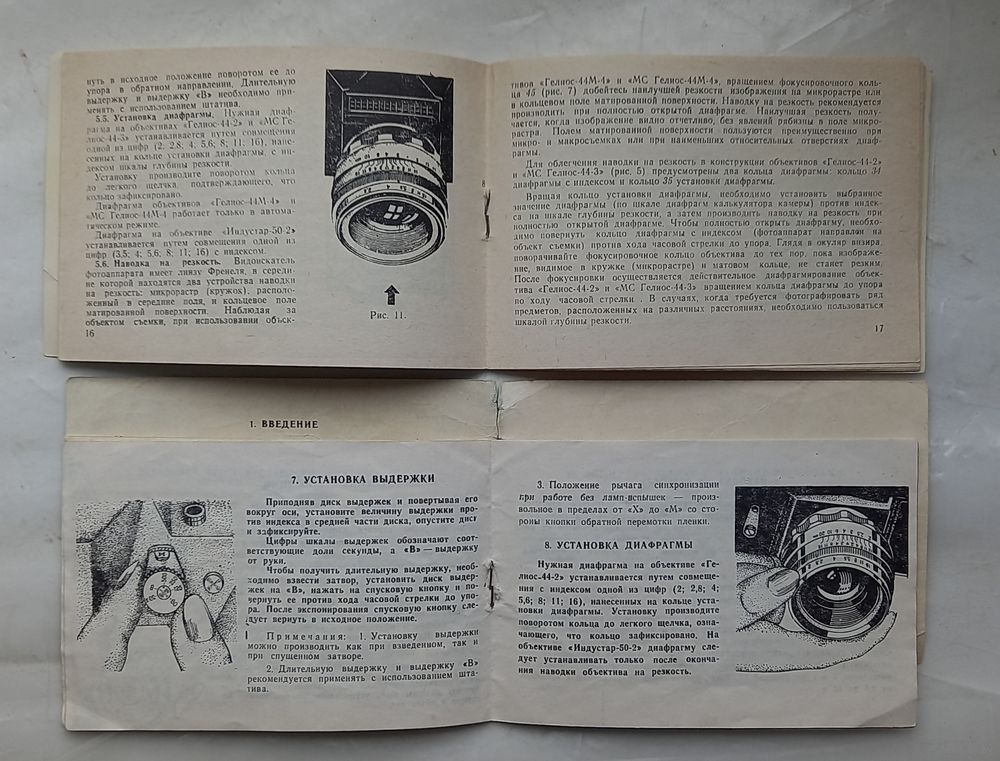 нуть в исходное положение поворотом ее до
упора в обратном направлении. Длительную
выдержку и выдержку «В» необходимо при-
менять с использованием штатива.
5.5. Установка диафрагмы. Нужная диаф-
рагма на объективах «Гелиос-44-2» и «МС Ге-
лиос-44-3» устанавливается путем совмещения
одной из цифр (2; 2,8; 4; 5,6; 8; 11; 16), нане-
сенных на кольце установки диафрагмы, с ин-
дексом шкалы глубины резкости.
Установку производите поворотом кольца
до легкого щелчка, подтверждающего, что
кольцо зафиксировано.
Диафрагма объективов «Гелиос-44М-4» и
«МС Гелиос-44М-4 работает только в автома-
тическом режиме.
Диафрагма на объективе «Индустар-50-2»
устанавливается путем совмещения одной из
цифр (3,5; 4; 5,6; 8; 11; 16) с индексом.
5.6. Наводка на резкость. Видоискатель
фотоаппарата имеет линзу Френеля, в середи-
не которой находятся два устройства наводки
на резкость: микрорастр (кружок), располо-
женный в середине поля, и кольцевое поле
матированной поверхности. Наблюдая за
объектом съемки, при использовании объек-
16
Рис. 11.
тивов «Гелиос-44М-4» и «МС Гелиос-44М-4», вращением фокусировочного коль-
ца 45 (рис. 7) добейтесь наилучшей резкости изображения на микрорастре или
в кольцевом поле матированной поверхности. Наводку на резкость рекомендуется
производить при полностью открытой диафрагме. Наилучшая резкость полу-
чается, когда изображение видно отчетливо, без явлений рябизны в поле микро-
растра. Полем матированной поверхности пользуются преимущественно при
микро- и макросъемках или при наименьших относительных отверстиях диаф-
рагмы.
Для облегчения наводки на резкость в конструкции объективов «Гелиос-44-2»
и «МС Гелиос-44-3» (рис. 5) предусмотрены два кольца диафрагмы: кольцо 34
диафрагмы с индексом и кольцо 35 установки диафрагмы.
Вращая кольцо установки диафрагмы, необходимо установить выбранное
значение диафрагмы (по шкале диафрагм калькулятора камеры) против индек-
са на шкале глубины резкости, а затем производить наводку на резкость при
полностью открытой диафрагме. Чтобы полностью открыть диафрагму, необхо-
димо повернуть кольцо диафрагмы с индексом (фотоаппарат направлен на
объект съемки) против хода часовой стрелки до упора. Глядя в окуляр визира,
поворачивайте фокусировочное кольцо объектива до тех пор, пока изображе-
ние, видимое в кружке (микрорастре) и матовом кольце, не станет резким.
После фокусировки осуществляется действительное диафрагмирование объек-
тива «Гелиос-44-2» и «МС Гелиос-44-3» вращением кольца диафрагмы до упора
по ходу часовой стрелки . В случаях, когда требуется фотографировать ряд
предметов, расположенных на различных расстояниях, необходимо пользоваться
шкалой глубины резкости.
17
1. ВВЕДЕНИЕ
7. УСТАНОВКА ВЫДЕРЖКИ
Приподняв диск выдержек и повертывая его
вокруг оси, установите величину выдержки про-
тив индекса в средней части диска, опустите диск
и зафиксируйте.
Цифры шкалы выдержек обозначают соот-
ветствующие доли секунды, а «В» — выдержку
от руки.
Чтобы получить длительную выдержку, необ-
ходимо взвести затвор, установить диск выдер-
жек на «В», нажать на спусковую кнопку и по-
вернуть ее против хода часовой стрелки до упо-
ра. После экспонирования спусковую кнопку сле-
дует вернуть в исходное положение.
Примечания: 1. Установку выдержки
можно производить как при взведенном, так и
при спущенном затворе.
2. Длительную выдержку и выдержку «В»
рекомендуется применять с использованием шта-
тива.
3. Положение рычага синхронизации
при работе без ламп-вспышек — произ-
вольное в пределах от «Х» до «М» со сто-
роны кнопки обратной перемотки пленки.
8. УСТАНОВКА ДИАФРАГМЫ
Нужная диафрагма на объективе «Ге-
лиос-44-2» устанавливается путем совмеще-
ния с индексом одной из цифр (2; 2,8; 4;
5,6; 8; 11; 16), нанесенных на кольце уста-
новки диафрагмы. Установку производите
поворотом кольца до легкого щелчка, озна-
чающего, что кольцо зафиксировано. На
объективе «Индустар-50-2» диафрагму сле-
дует устанавливать только после оконча-
ния наводки объектива на резкость.